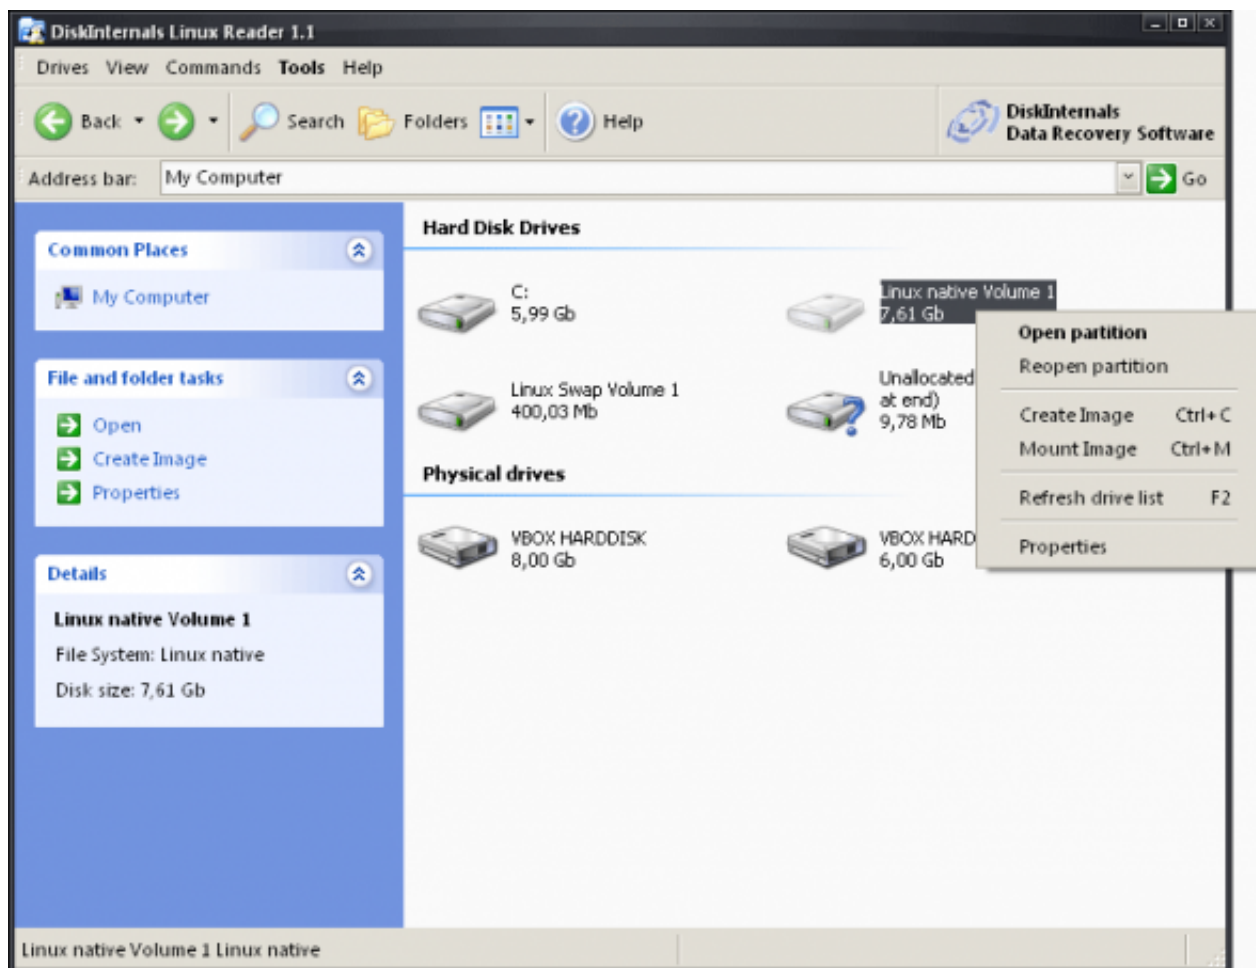 DiskInternals Linux Reader 1.1
Drives View Commands Tools Help
Back Search Folders Help
DiskInternals
Data Recovery Software
Address bar: My Computer Go
Common Places
My Computer
File and folder tasks
Open
Create Image
Properties
Details
Linux native Volume 1
File System: Linux native
Disk size: 7,61 Gb
Hard Disk Drives
C:
5,99 Gb
Linux native Volume 1
7,61 Gb
Linux Swap Volume 1
400,03 Mb
Unallocated
at end)
9,78 Mb
Physical drives
VBOX HARDDISK
8,00 Gb
VBOX HARD
6,00 Gb
Open partition
Reopen partition
Create Image Ctrl+C
Mount Image Ctrl+M
Refresh drive list F2
Properties
Linux native Volume 1 Linux native